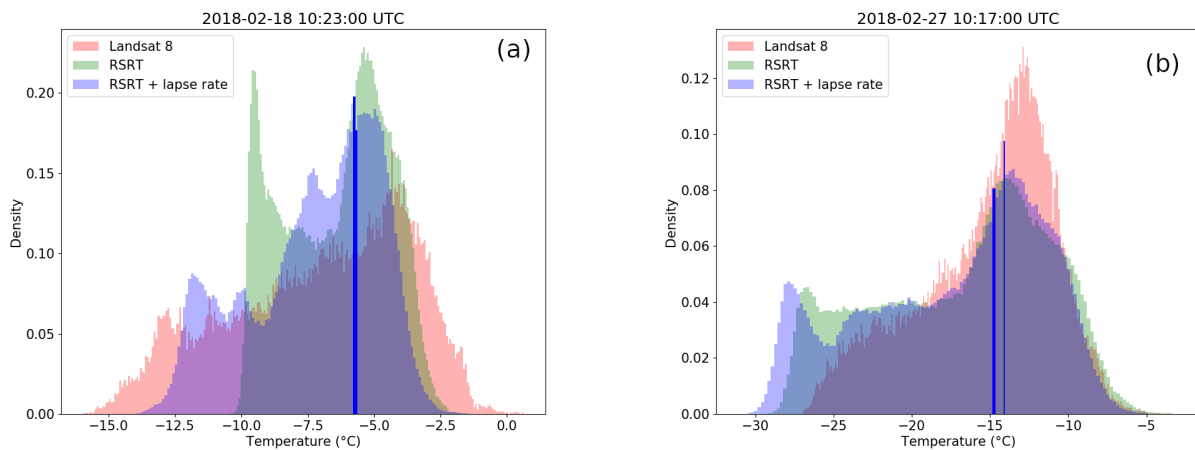 2018-02-18 10:23:00 UTC
(a)
Landsat 8
RSRT
RSRT + lapse rate
Density
0.20
0.15
0.10
0.05
0.00
−15.0 −12.5 −10.0 −7.5 −5.0 −2.5 0.0
Temperature (°C)
2018-02-27 10:17:00 UTC
(b)
Landsat 8
RSRT
RSRT + lapse rate
Density
0.12
0.10
0.08
0.06
0.04
0.02
0.00
−30 −25 −20 −15 −10 −5
Temperature (°C)